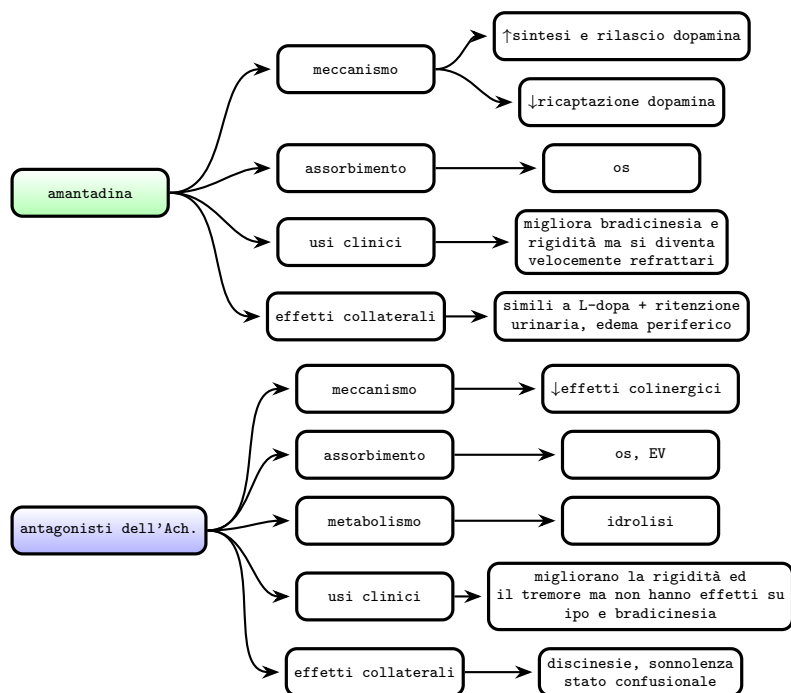 amantadina
meccanismo
↑sintesi e rilascio dopamina
↓ricaptazione dopamina
assorbimento
os
usi clinici
migliora bradicinesia e
rigidità ma si diventa
velocemente refrattari
effetti collaterali
simili a L-dopa + ritenzione
urinaria, edema periferico
antagonisti dell'Ach.
meccanismo
↓effetti colinergici
assorbimento
os, EV
metabolismo
idrolisi
usi clinici
migliorano la rigidità ed
il tremore ma non hanno effetti su
ipo e bradicinesia
effetti collaterali
discinesie, sonnolenza
stato confusionale